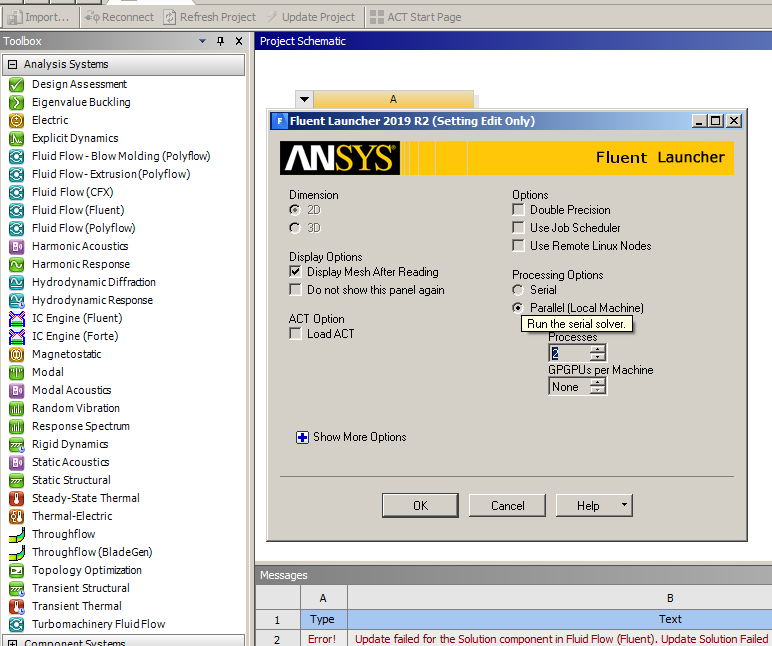 Import...
Reconnect
Refresh Project
Update Project
ACT Start Page
Toolbox
Project Schematic
Analysis Systems
Design Assessment
Eigenvalue Buckling
Electric
Explicit Dynamics
Fluid Flow - Blow Molding (Polyflow)
Fluid Flow - Extrusion (Polyflow)
Fluid Flow (CFX)
Fluid Flow (Fluent)
Fluid Flow (Polyflow)
Harmonic Acoustics
Harmonic Response
Hydrodynamic Diffraction
Hydrodynamic Response
IC Engine (Fluent)
IC Engine (Forte)
Magnetostatic
Modal
Modal Acoustics
Random Vibration
Response Spectrum
Rigid Dynamics
Static Acoustics
Static Structural
Steady-State Thermal
Thermal-Electric
Throughflow
Throughflow (BladeGen)
Topology Optimization
Transient Structural
Transient Thermal
Turbomachinery Fluid Flow
Component Systems
A
Fluent Launcher 2019 R2 (Setting Edit Only)
ANSYS
Fluent Launcher
Dimension
2D
3D
Display Options
Display Mesh After Reading
Do not show this panel again
ACT Option
Load ACT
Options
Double Precision
Use Job Scheduler
Use Remote Linux Nodes
Processing Options
Serial
Parallel (Local Machine)
Run the serial solver.
Processes
2
GPGPUs per Machine
None
Show More Options
OK
Cancel
Help
Messages
A B
1 Type Text
2 Error! Update failed for the Solution component in Fluid Flow (Fluent). Update Solution Failed